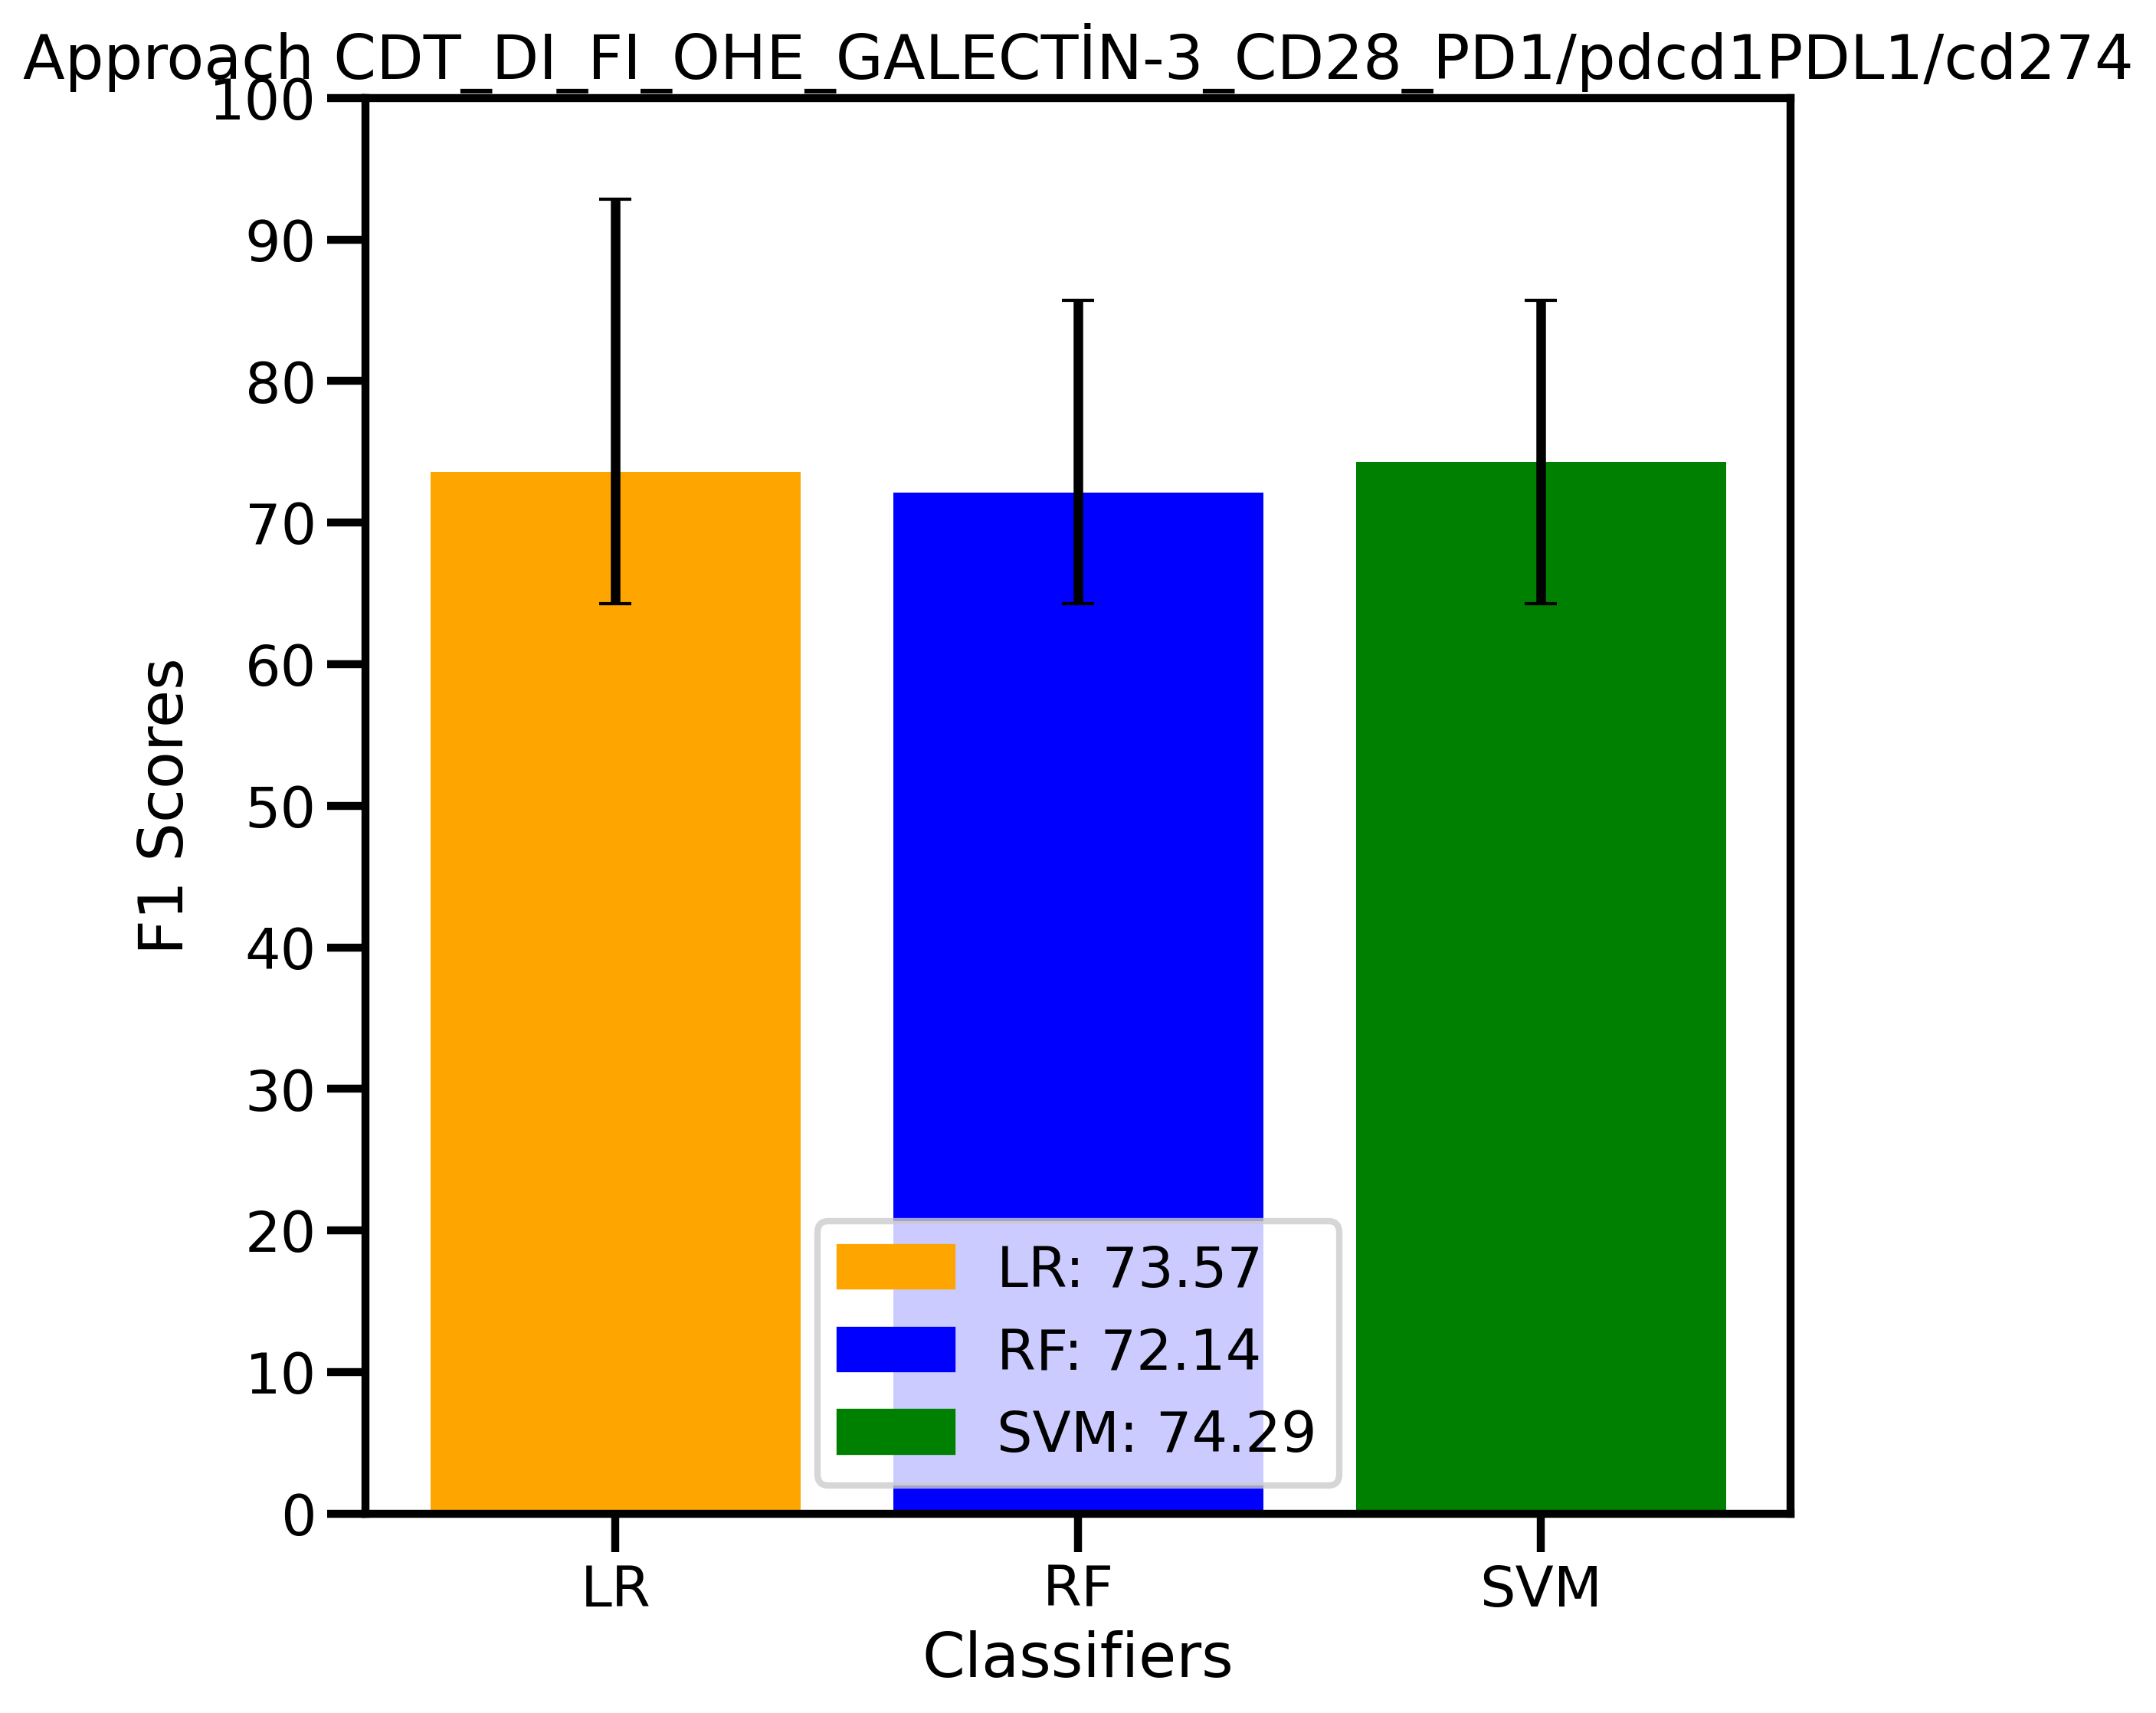 Approach CDT_DI_FI_OHE_GALECTİN-3_CD28_PD1/pdcd1PDL1/cd274
100
90
80
70
60
50
40
30
20
10
0
F1 Scores
LR: 73.57
RF: 72.14
SVM: 74.29
LR RF SVM
Classifiers